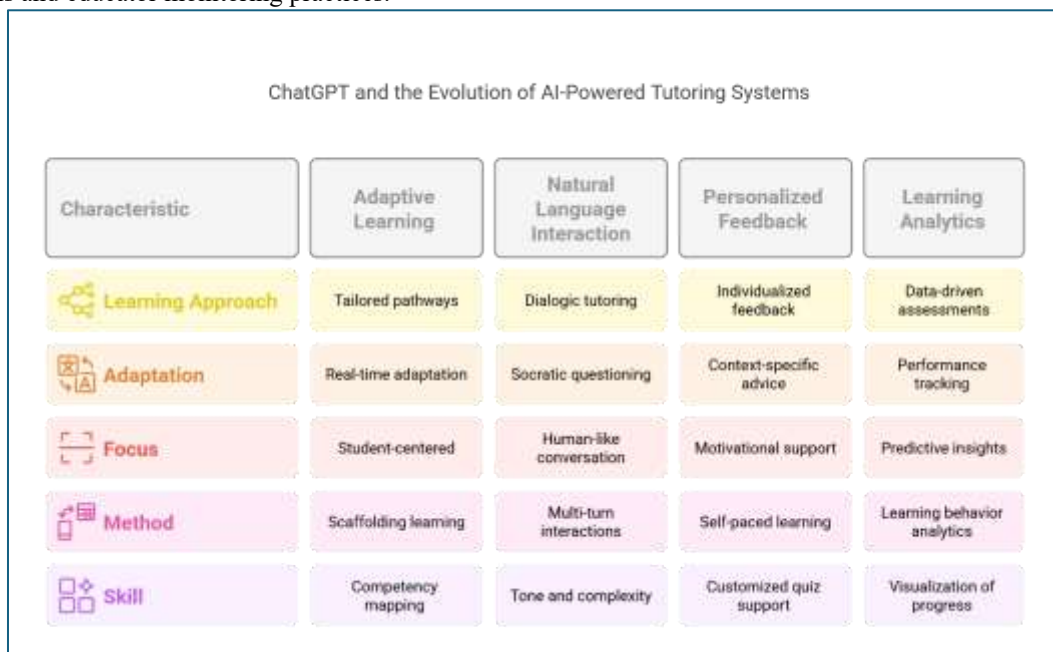 and educator monitoring practices.
ChatGPT and the Evolution of AI-Powered Tutoring Systems
Characteristic
Adaptive
Learning
Natural
Language
Interaction
Personalized
Feedback
Learning
Analytics
Learning Approach
Tailored pathways
Dialogic tutoring
Individualized
feedback
Data-driven
assessments
Adaptation
Real-time adaptation
Socratic questioning
Context-specific
advice
Performance
tracking
Focus
Student-centered
Human-like
conversation
Motivational support
Predictive insights
Method
Scaffolding learning
Multi-turn
interactions
Self-paced learning
Learning behavior
analytics
Skill
Competency
mapping
Tone and complexity
Customized quiz
support
Visualization of
progress